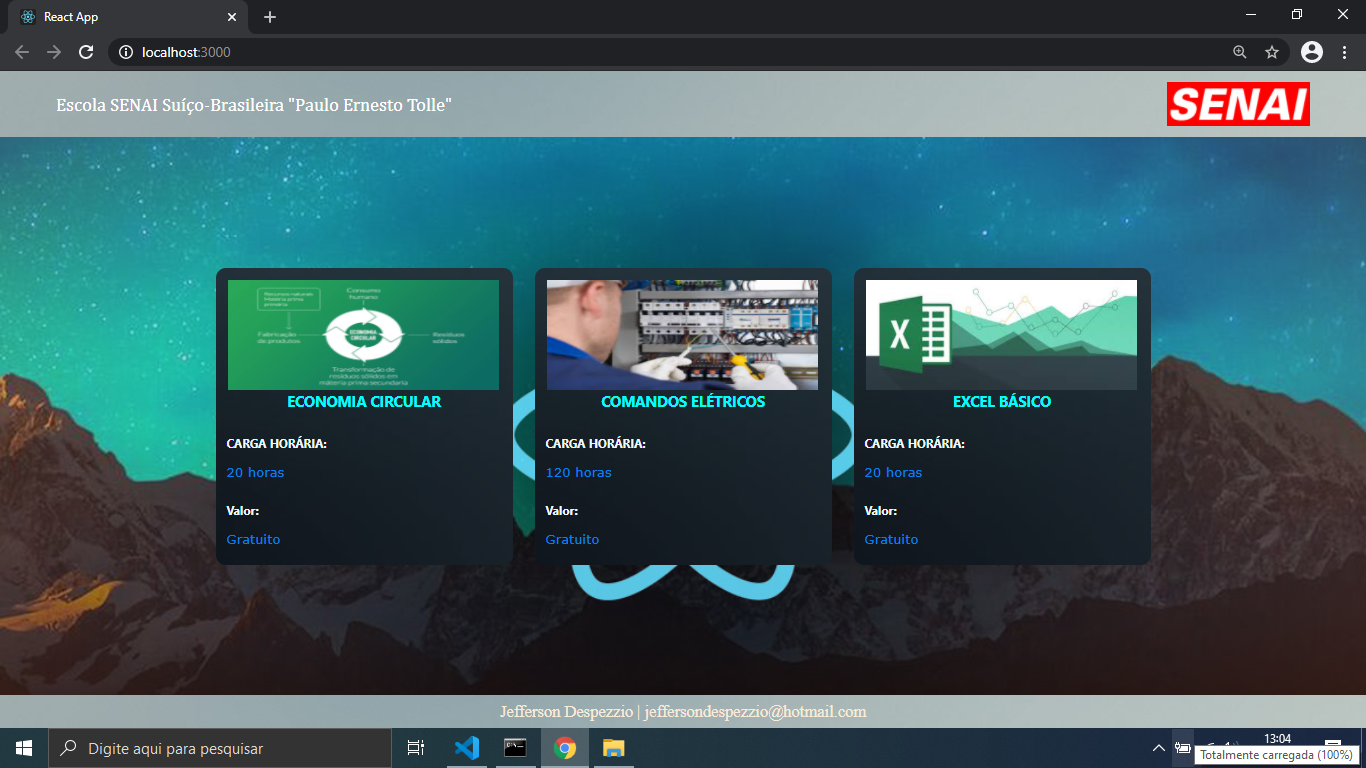 React App
localhost:3000
Escola SENAI Suíço-Brasileira "Paulo Ernesto Tolle"
SENAI
Recursos naturais
Matéria prima
primária
Consumo
humano
Fabricação
de produtos
ECONOMIA
CIRCULAR
Resíduos
sólidos
Transformação de
resíduos sólidos em
máteria prima secundaria
ECONOMIA CIRCULAR
CARGA HORÁRIA:
20 horas
Valor:
Gratuito
COMANDOS ELÉTRICOS
CARGA HORÁRIA:
120 horas
Valor:
Gratuito
X
EXCEL BÁSICO
CARGA HORÁRIA:
20 horas
Valor:
Gratuito
Jefferson Despezzio | jeffersondespezzio@hotmail.com
Digite aqui para pesquisar
13:04
Totalmente carregada (100%)